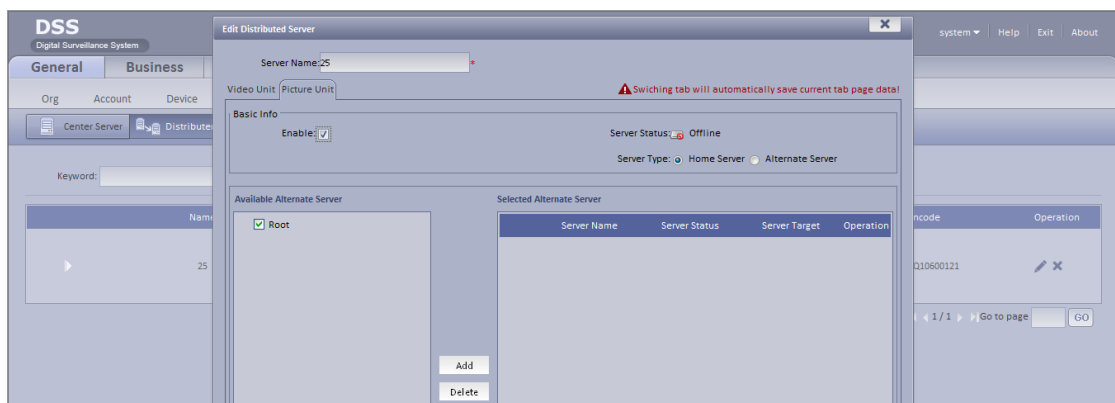 DSS
Digital Surveillance System
system Help Exit About
General Business
Org Account Device
Center Server Distribute
Keyword:
Name
25
Edit Distributed Server
Server Name:25 *
Video Unit Picture Unit
Swiching tab will automatically save current tab page data!
Basic Info
Enable:
Server Status: Offline
Server Type: Home Server Alternate Server
Available Alternate Server
Root
Add
Delete
Selected Alternate Server
Server Name Server Status Server Target Operation
ncode Operation
Q10600121
1/1 Go to page GO